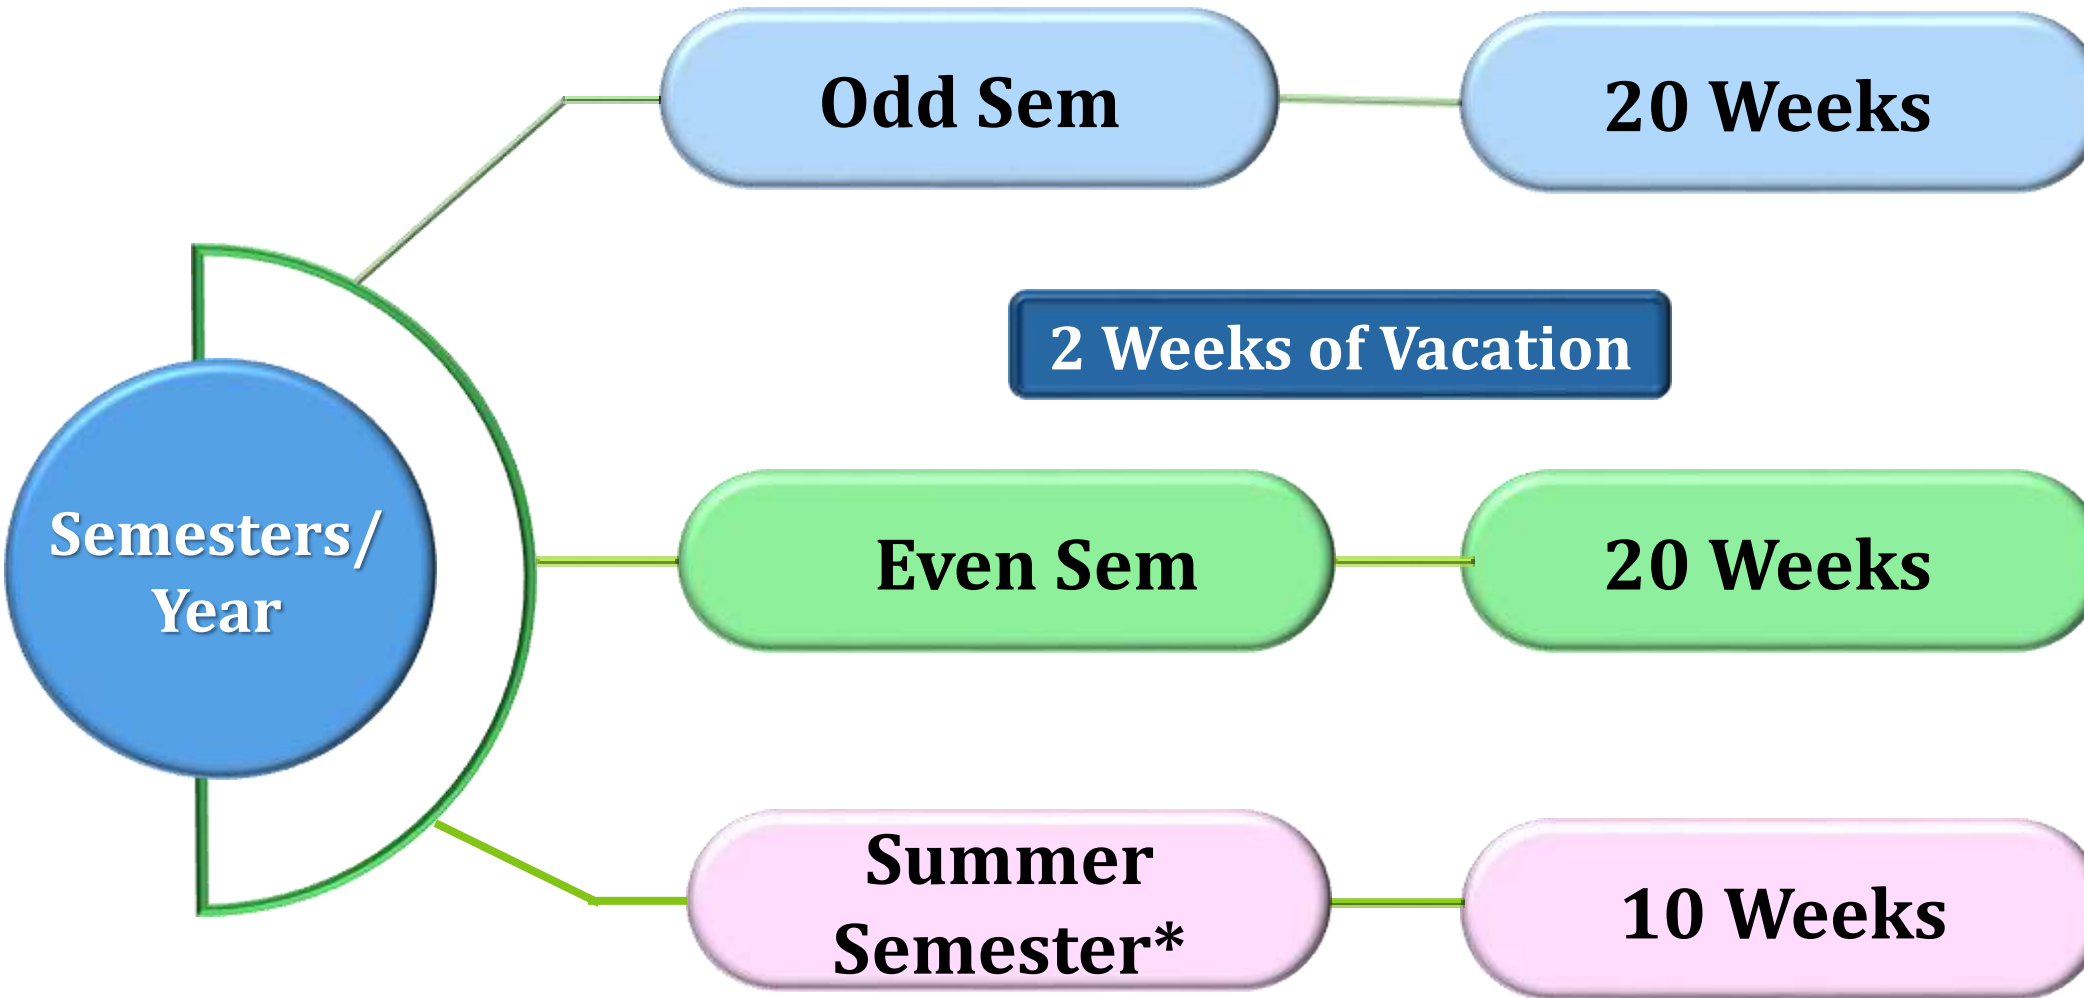 Odd Sem
20 Weeks
2 Weeks of Vacation
Semesters/
Year
Even Sem
20 Weeks
Summer
Semester*
10 Weeks